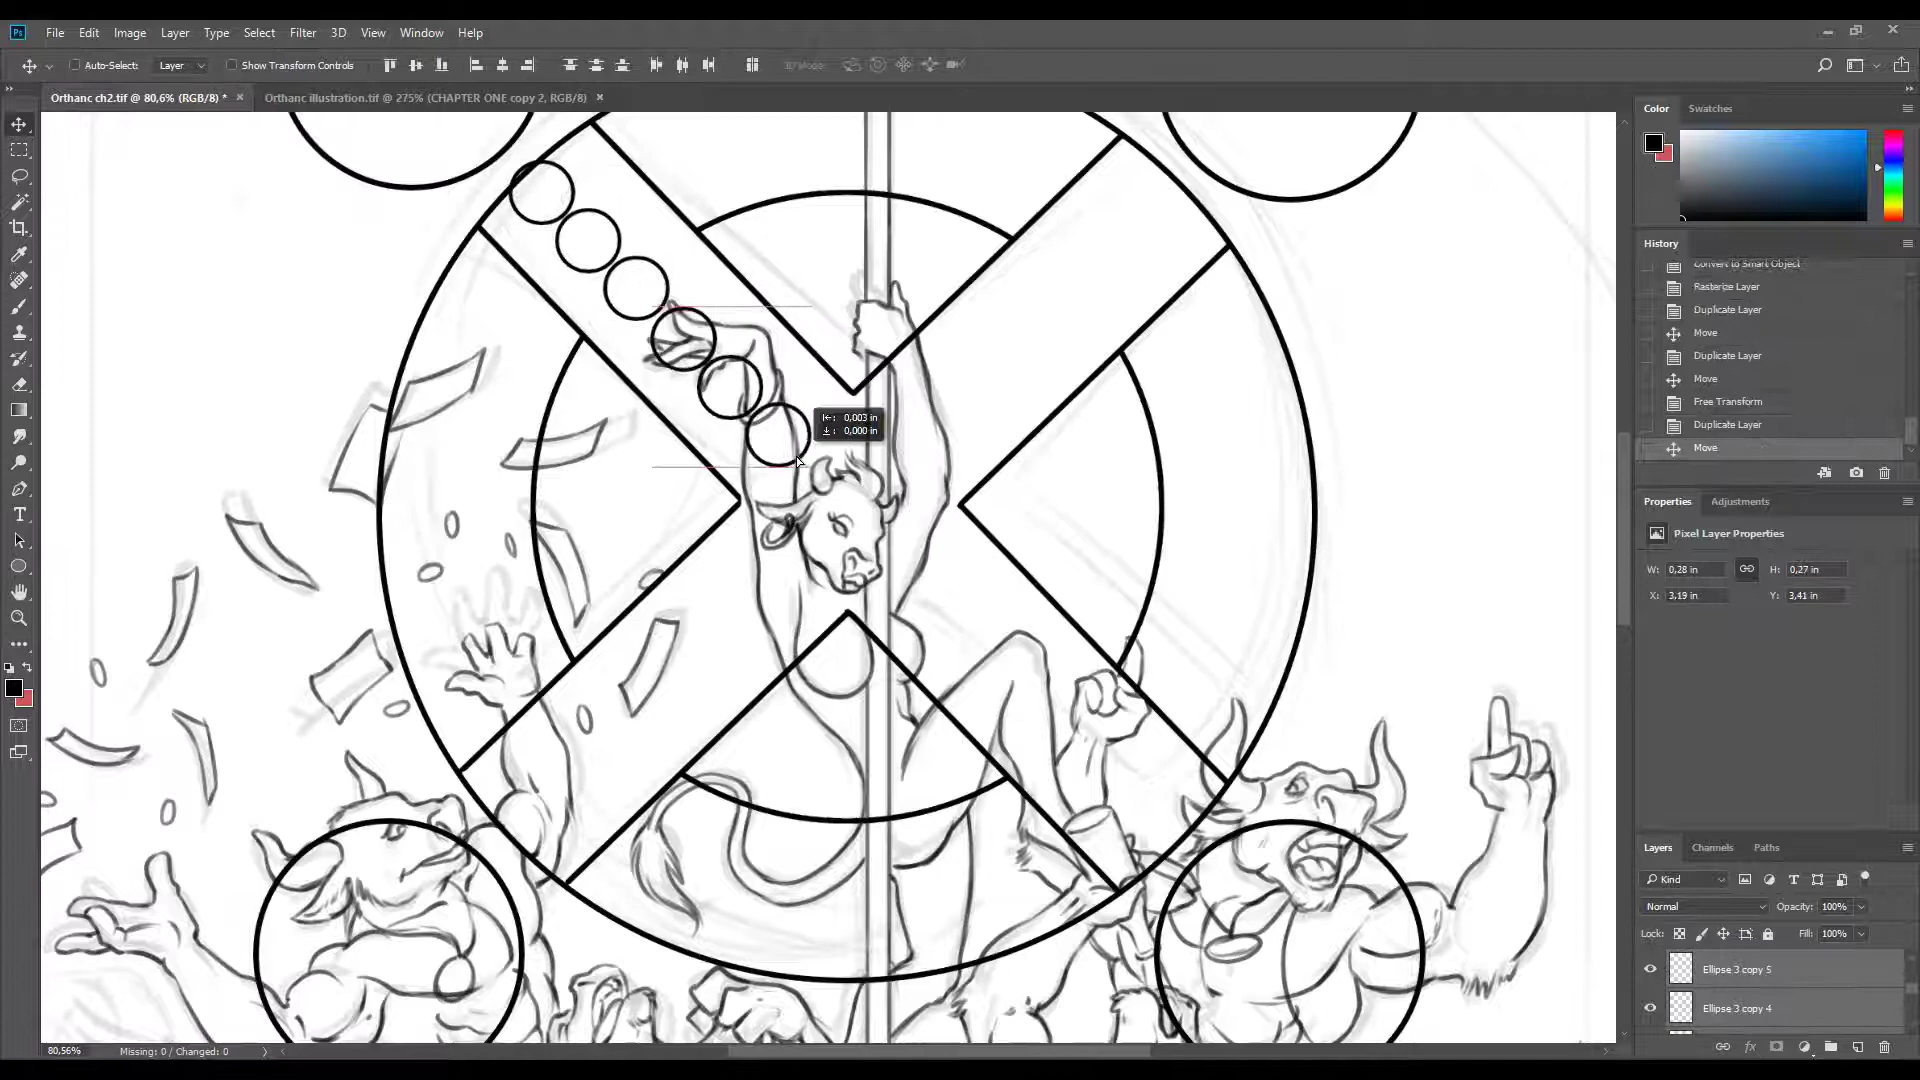 Ps File Edit Image Layer Type Select Filter 3D View Window Help
Auto-Select: Layer Show Transform Controls 3D Mode:
Orthanc ch2.tif @ 80,6% (RGB/8) * × Orthanc illustration.tif @ 275% (CHAPTER ONE copy 2, RGB/8) ×
Color Swatches
History
Convert to Smart Object
Rasterize Layer
Duplicate Layer
Move
Duplicate Layer
Move
Free Transform
Duplicate Layer
Move
0,003 in
0,000 in
Properties Adjustments
Pixel Layer Properties
W: 0,28 in H: 0,27 in
X: 3,19 in Y: 3,41 in
Layers Channels Paths
Kind
Normal Opacity: 100%
Lock: Fill: 100%
Ellipse 3 copy 5
Ellipse 3 copy 4
80,56% Missing: 0 / Changed: 0